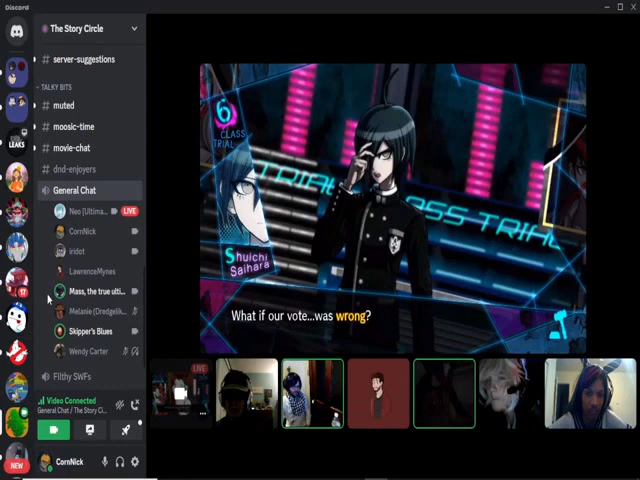 Discord
The Story Circle
server-suggestions
TALKY BITS
muted
moosic-time
movie-chat
dnd-enjoyers
General Chat
Neo [Ultima... LIVE
CornNick
iridot
LawrenceMynes
Mass, the true ulti...
Melanie (Dredgelik...
Skipper's Blues
Wendy Carter
Filthy SWFs
Video Connected
General Chat / The Story Ci...
CornNick
NEW
LEAKS
17
6
CLASS
TRIAL
Shuichi
Saihara
CLASS TRIAL
What if our vote...was wrong?
LIVE